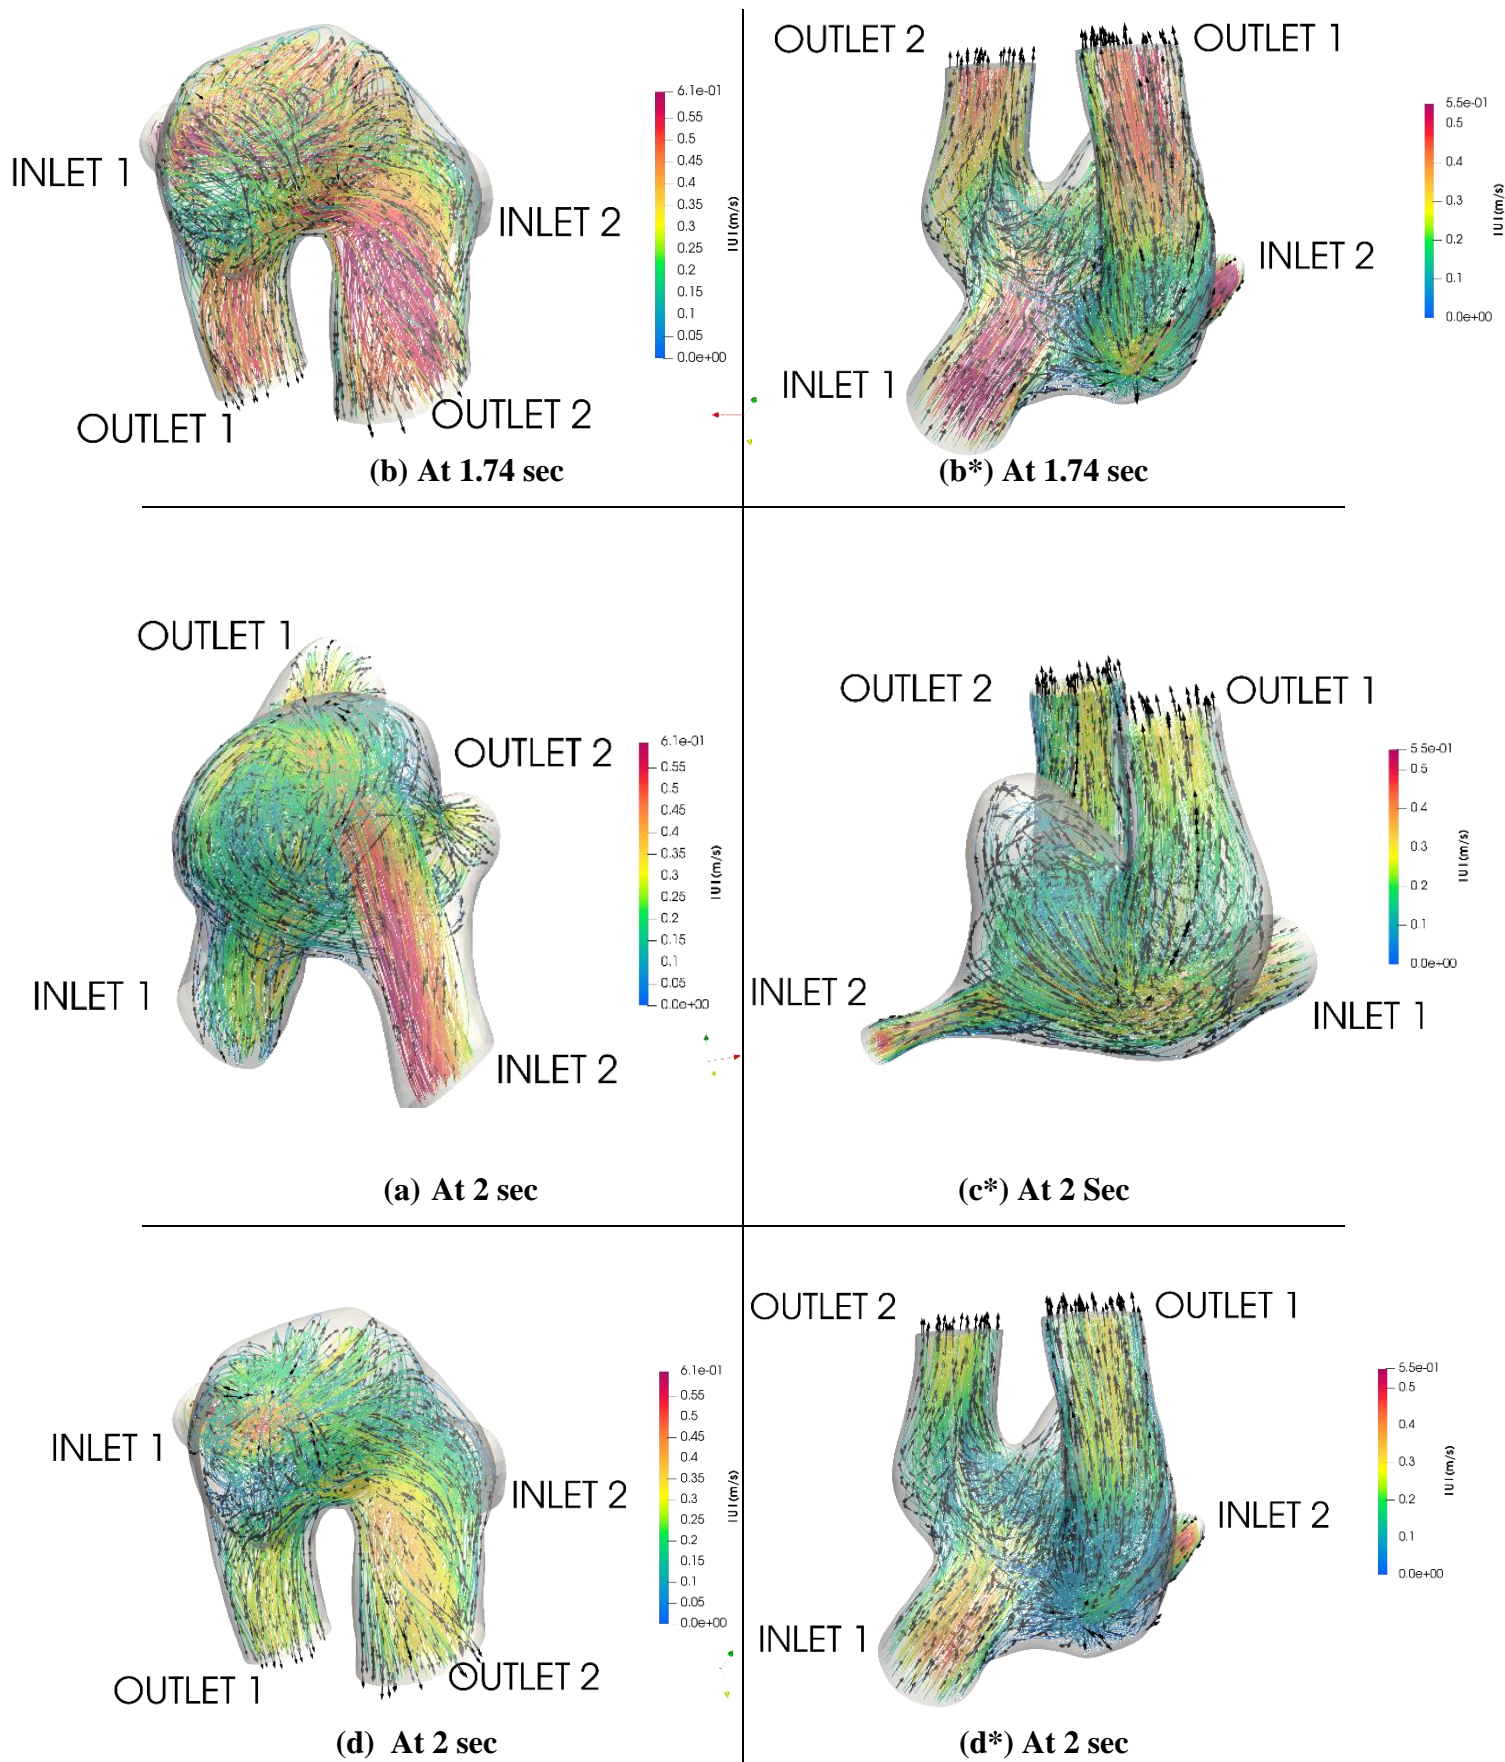 OUTLET 2
OUTLET 1
INLET 1
INLET 2
OUTLET 1
OUTLET 2
6.1e-01
0.55
0.5
0.45
0.4
0.35
0.3
0.25
0.2
0.15
0.1
0.05
0.0e+00
|U|(m/s)
(b) At 1.74 sec
INLET 2
INLET 1
5.5e-01
0.5
0.4
0.3
0.2
0.1
0.0e+00
|U|(m/s)
(b*) At 1.74 sec
OUTLET 1
OUTLET 2
INLET 1
INLET 2
6.1e-01
0.55
0.5
0.45
0.4
0.35
0.3
0.25
0.2
0.15
0.1
0.05
0.0e+00
|U|(m/s)
(a) At 2 sec
OUTLET 2
OUTLET 1
INLET 2
INLET 1
5.5e-01
0.5
0.4
0.3
0.2
0.1
0.0e+00
|U|(m/s)
(c*) At 2 Sec
INLET 1
INLET 2
OUTLET 1
OUTLET 2
6.1e-01
0.55
0.5
0.45
0.4
0.35
0.3
0.25
0.2
0.15
0.1
0.05
0.0e+00
|U|(m/s)
(d) At 2 sec
OUTLET 2
OUTLET 1
INLET 2
INLET 1
5.5e-01
0.5
0.4
0.3
0.2
0.1
0.0e+00
|U|(m/s)
(d*) At 2 sec